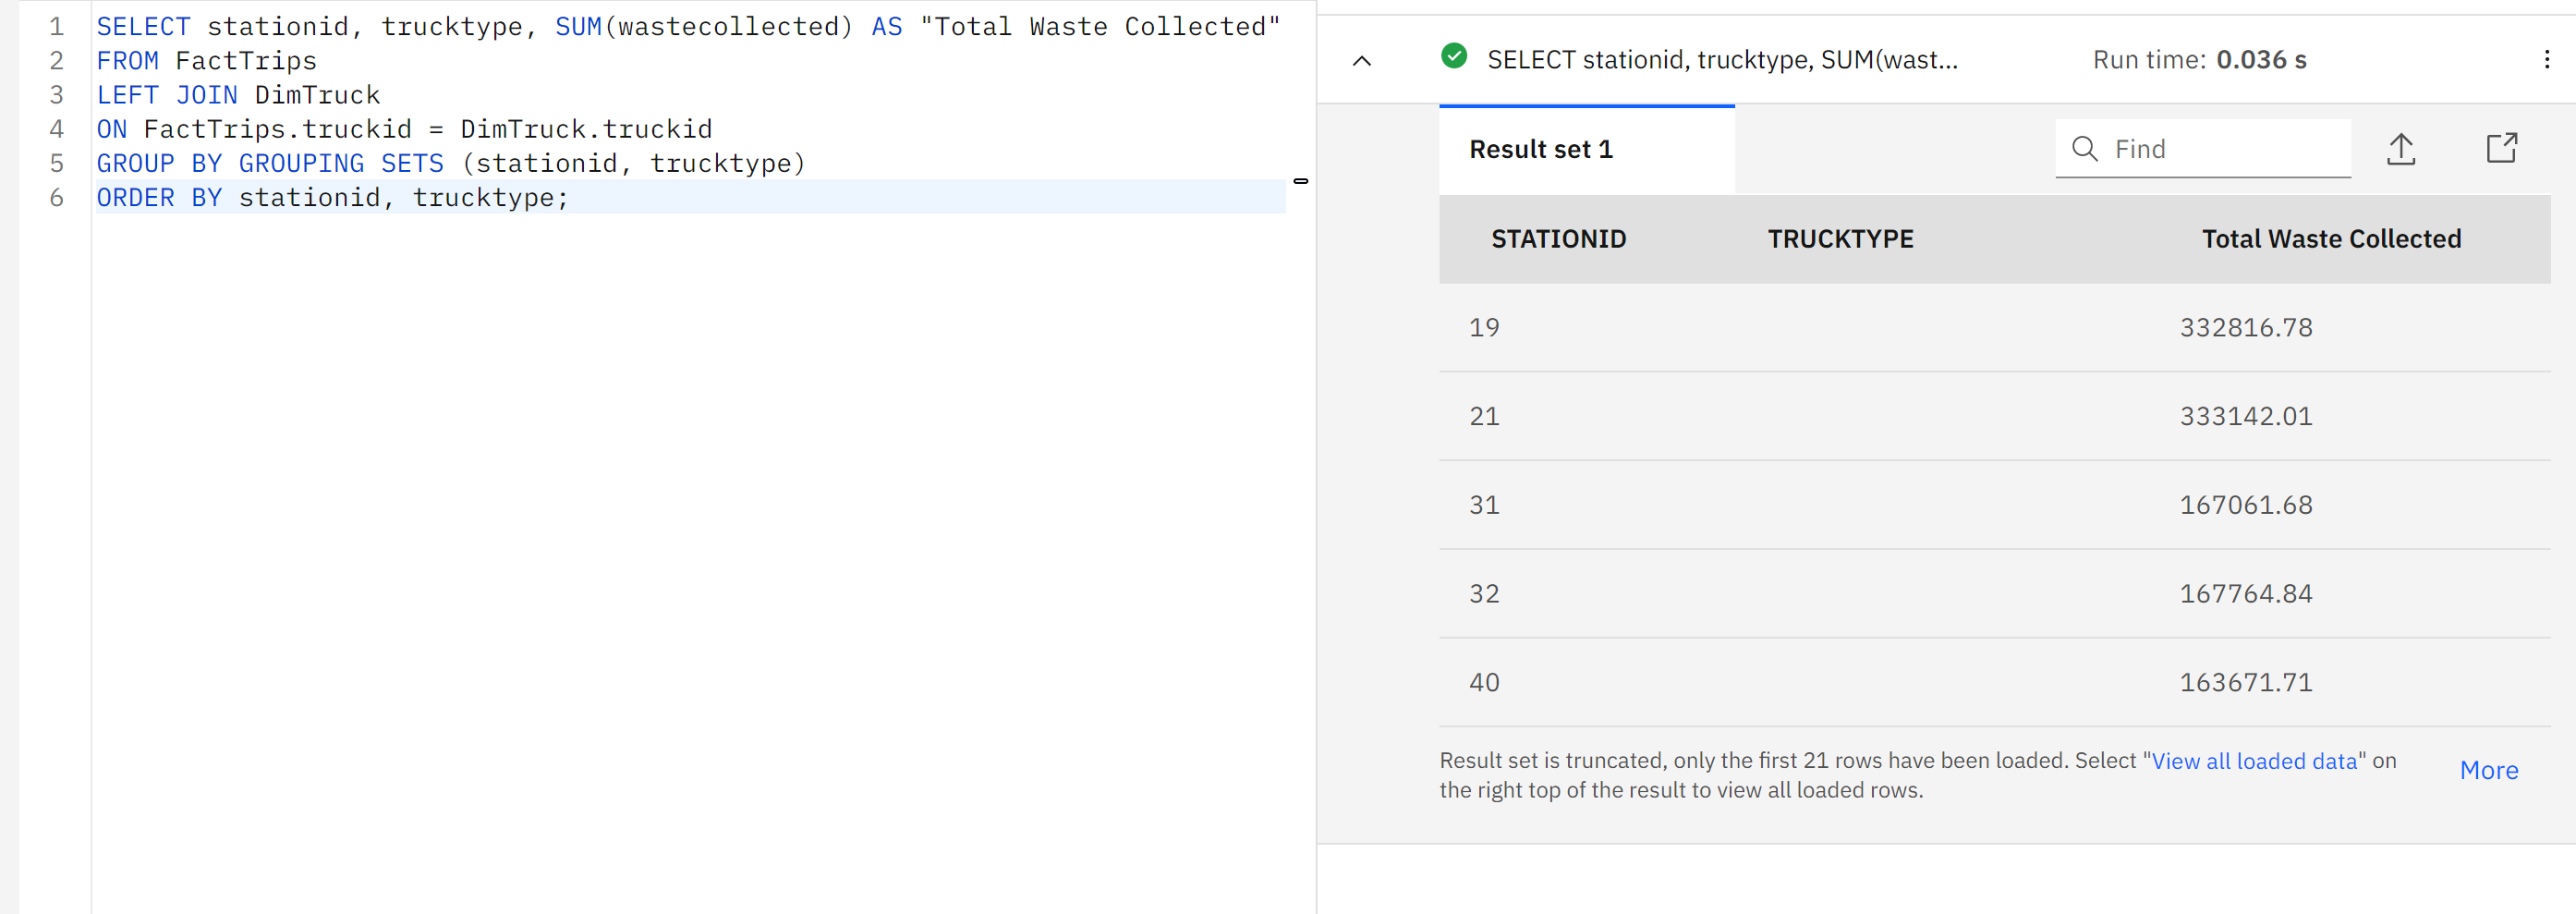 1 SELECT stationid, trucktype, SUM(wastecollected) AS "Total Waste Collected"
2 FROM FactTrips
3 LEFT JOIN DimTruck
4 ON FactTrips.truckid = DimTruck.truckid
5 GROUP BY GROUPING SETS (stationid, trucktype)
6 ORDER BY stationid, trucktype;
SELECT stationid, trucktype, SUM(wast... Run time: 0.036 s
Result set 1 Find
STATIONID TRUCKTYPE Total Waste Collected
19 332816.78
21 333142.01
31 167061.68
32 167764.84
40 163671.71
Result set is truncated, only the first 21 rows have been loaded. Select "View all loaded data" on
the right top of the result to view all loaded rows.
More